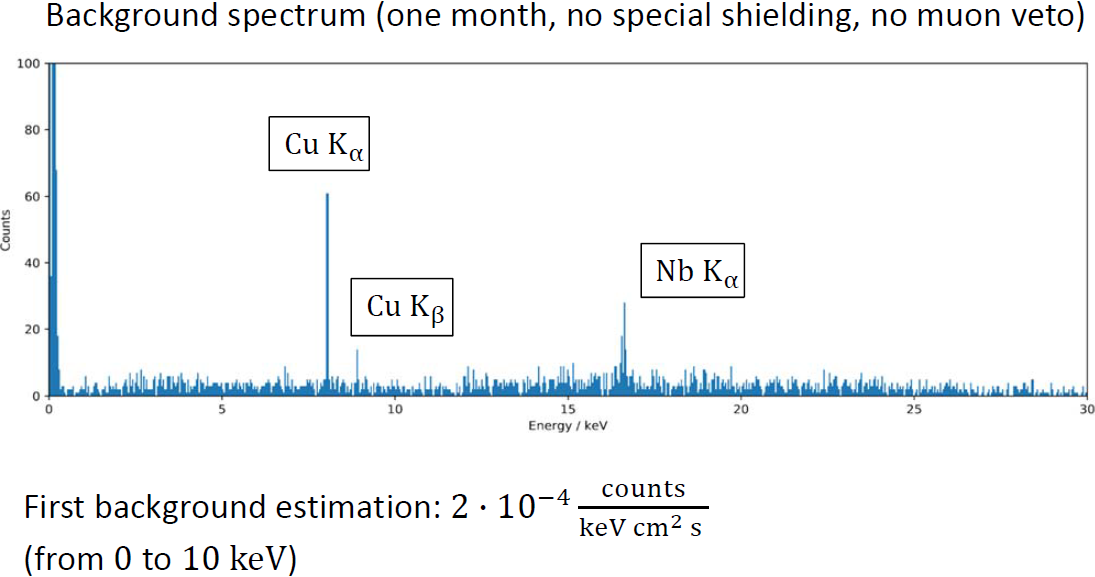 Background spectrum (one month, no special shielding, no muon veto)
100
80
60
40
20
0
Counts
Cu Kα
Cu Kβ
Nb Kα
0 5 10 15 20 25 30
Energy / keV
First background estimation: 2 · 10⁻⁴ counts / keV cm² s
(from 0 to 10 keV)